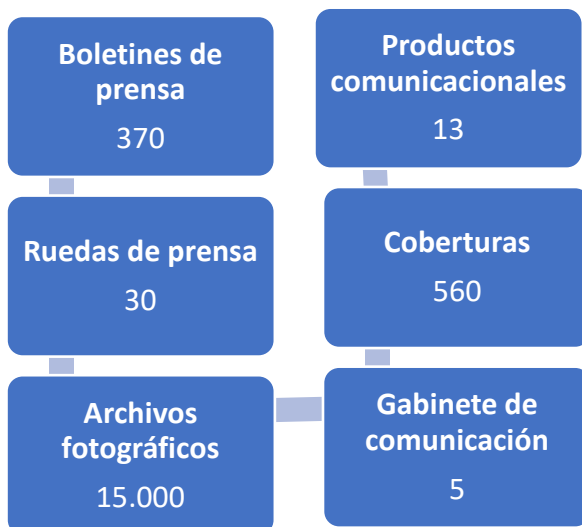 Boletines de
prensa
370
Ruedas de prensa
30
Archivos
fotográficos
15.000
Gabinete de
comunicación
5
Coberturas
560
Productos
comunicacionales
13